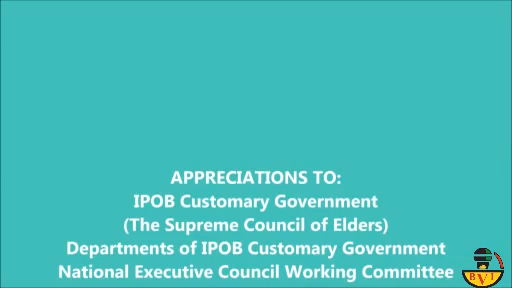 APPRECIATIONS TO:
IPOB Customary Government
(The Supreme Council of Elders)
Departments of IPOB Customary Government
National Executive Council Working Committee
BVI